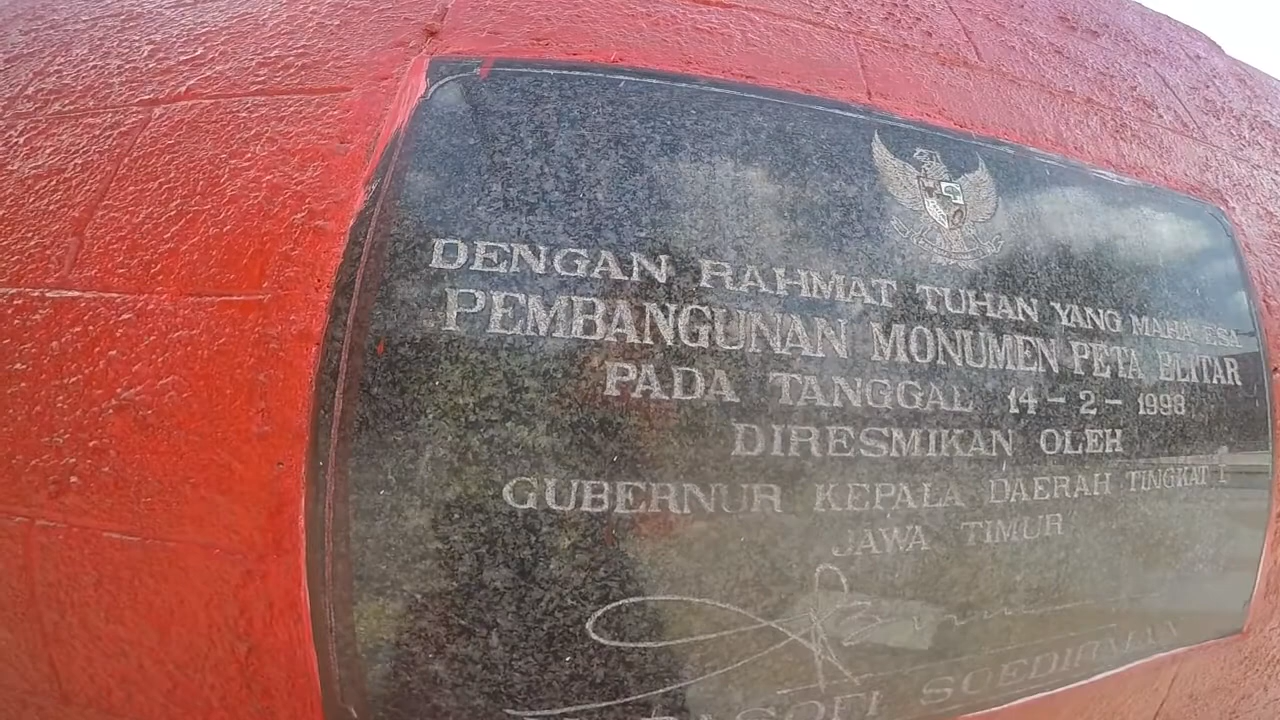 DENGAN RAHMAT TUHAN YANG MAHA ESA
PEMBANGUNAN MONUMEN PETA BLITAR
PADA TANGGAL 14 - 2 - 1998
DIRESMIKAN OLEH
GUBERNUR KEPALA DAERAH TINGKAT I
JAWA TIMUR
BASOFI SOEDIRMAN